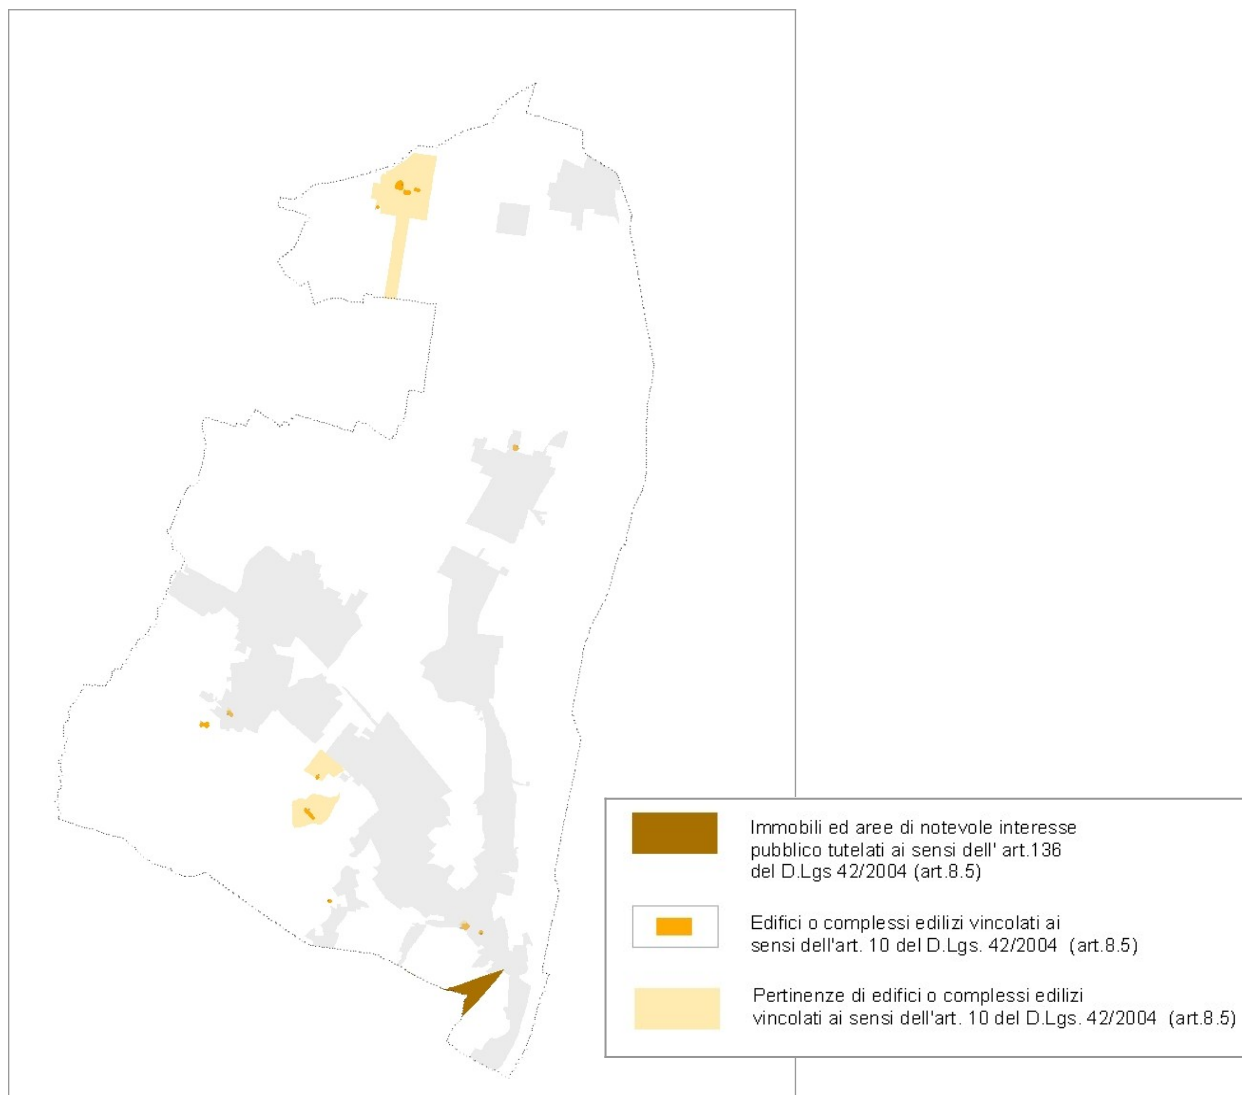 Immobili ed aree di notevole interesse
pubblico tutelati ai sensi dell' art.136
del D.Lgs 42/2004 (art.8.5)
Edifici o complessi edilizi vincolati ai
sensi dell'art. 10 del D.Lgs. 42/2004 (art.8.5)
Pertinenze di edifici o complessi edilizi
vincolati ai sensi dell'art. 10 del D.Lgs. 42/2004 (art.8.5)